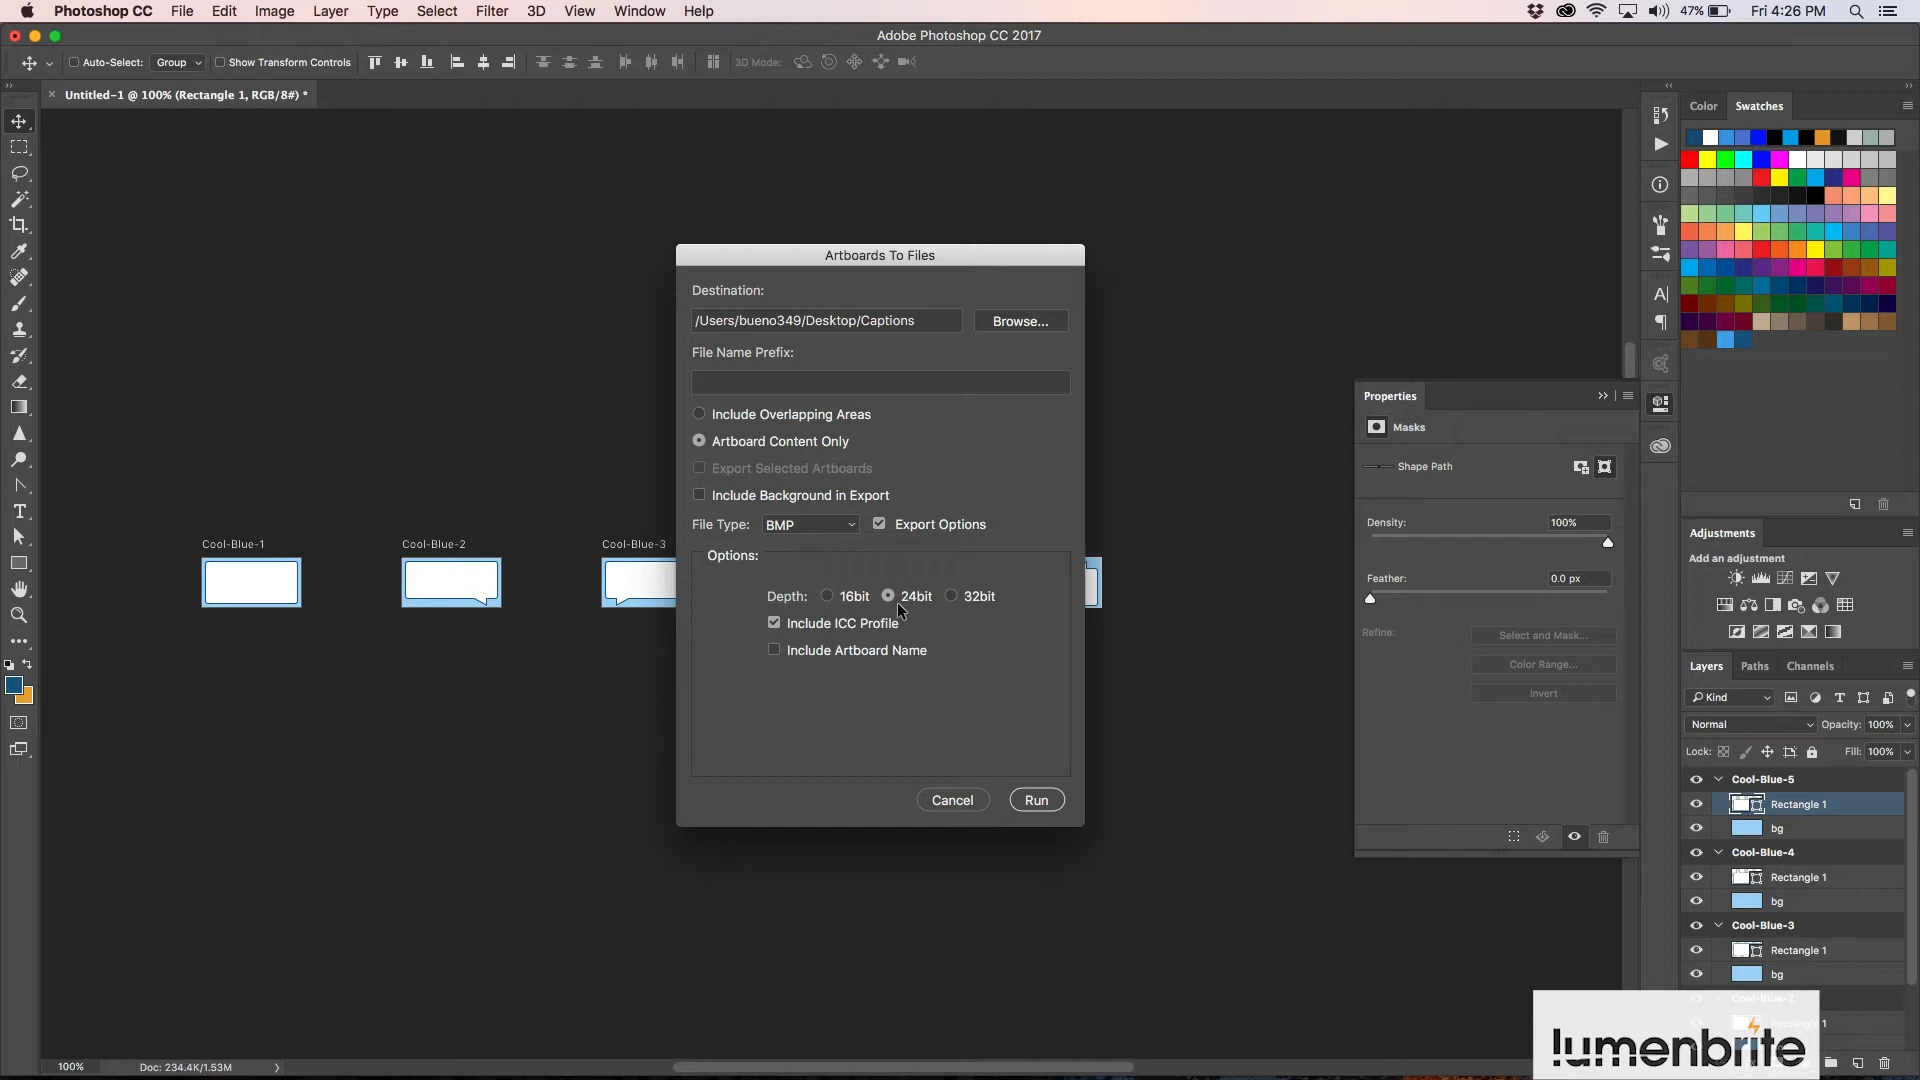 Photoshop CC File Edit Image Layer Type Select Filter 3D View Window Help 47% Fri 4:26 PM
Adobe Photoshop CC 2017
Auto-Select: Group Show Transform Controls 3D Mode:
Untitled-1 @ 100% (Rectangle 1, RGB/8#) *
Color Swatches
Artboards To Files
Destination:
/Users/bueno349/Desktop/Captions Browse...
File Name Prefix:
Include Overlapping Areas
Artboard Content Only
Export Selected Artboards
Include Background in Export
File Type: BMP Export Options
Options:
Depth: 16bit 24bit 32bit
Include ICC Profile
Include Artboard Name
Cancel Run
Cool-Blue-1 Cool-Blue-2 Cool-Blue-3
Properties
Masks
Shape Path
Density: 100%
Feather: 0.0 px
Refine: Select and Mask...
Color Range...
Invert
Adjustments
Add an adjustment
Layers Paths Channels
Kind
Normal Opacity: 100%
Lock: Fill: 100%
Cool-Blue-5
Rectangle 1
bg
Cool-Blue-4
Rectangle 1
bg
Cool-Blue-3
Rectangle 1
bg
Cool-Blue-2
Rectangle 1
lumenbrite
100% Doc: 234.4K/1.53M